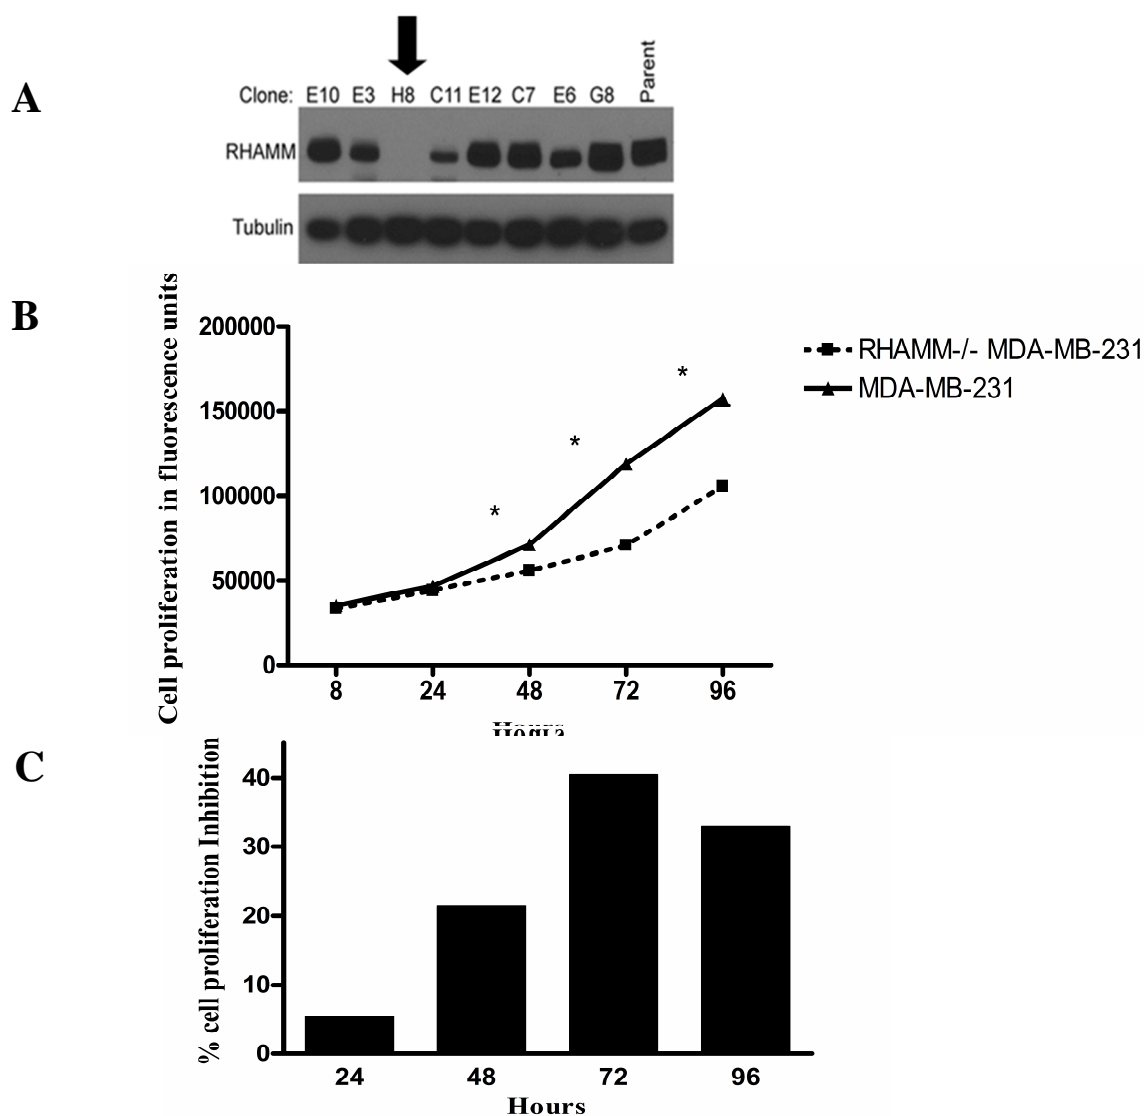 A
Clone: E10 E3 H8 C11 E12 C7 E6 G8 Parent
RHAMM
Tubulin
B
Cell proliferation in fluorescence units
200000
150000
100000
50000
0
8 24 48 72 96
Hours
* * *
RHAMM-/- MDA-MB-231
MDA-MB-231
C
% cell proliferation Inhibition
40
30
20
10
0
24 48 72 96
Hours